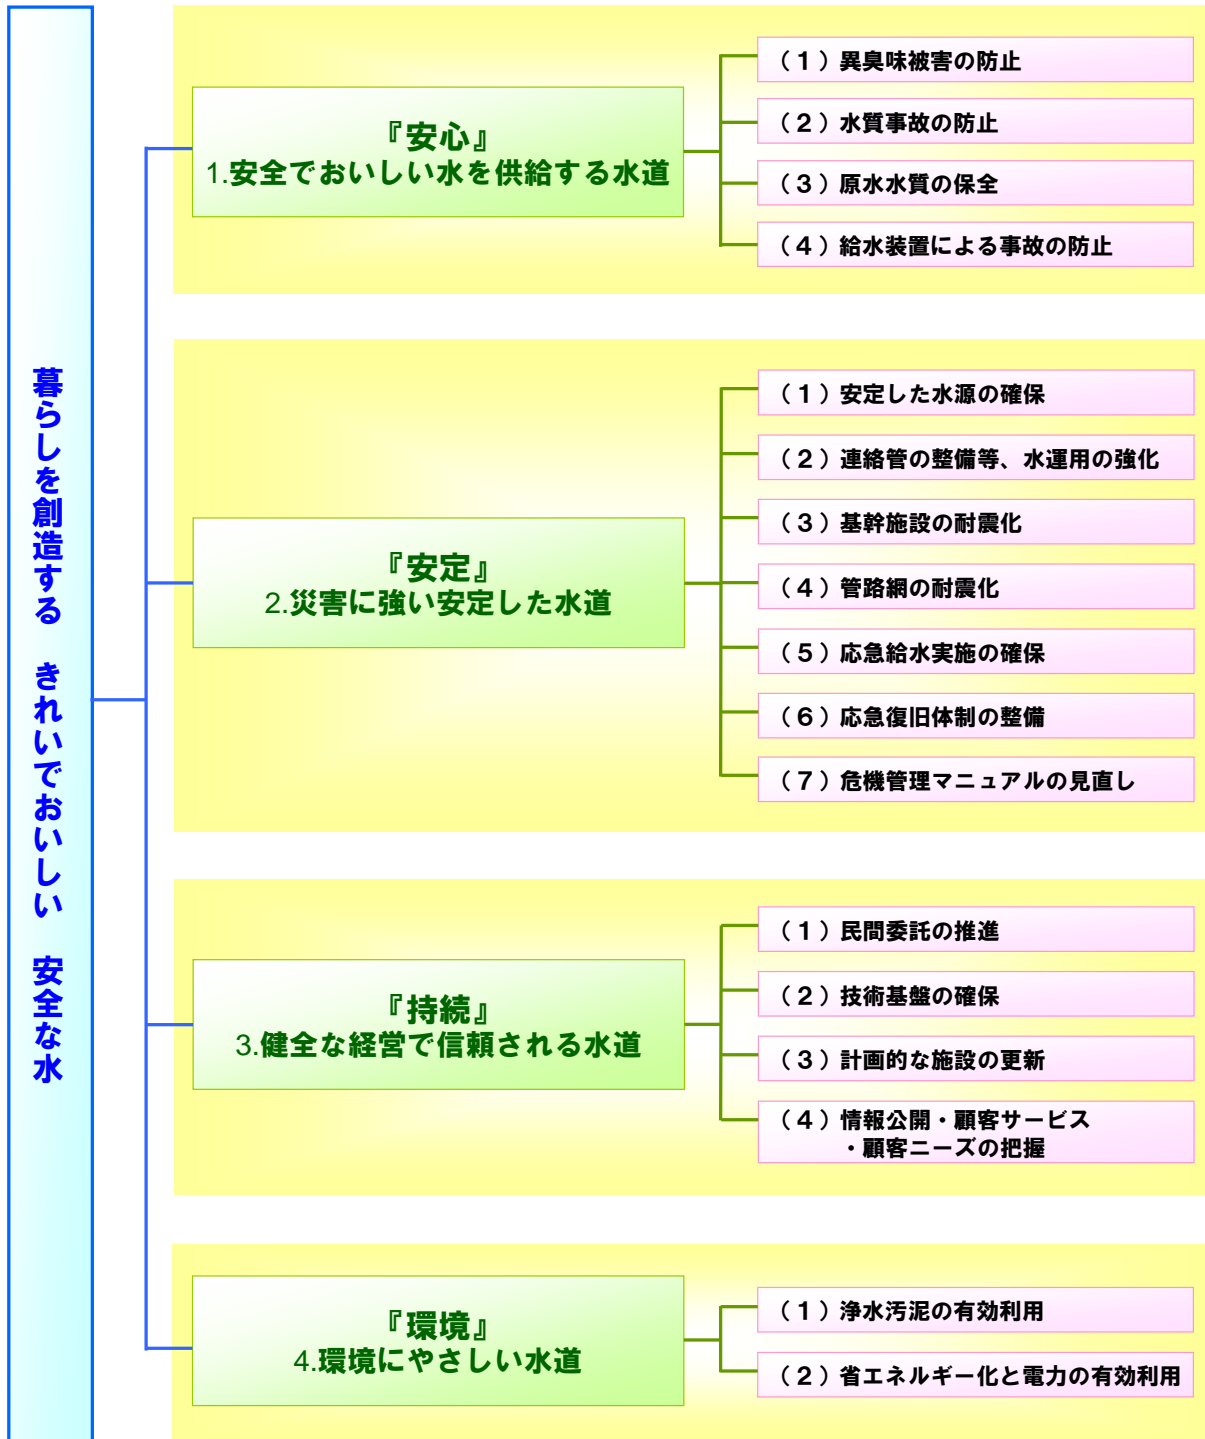 暮らしを創造する　きれいでおいしい　安全な水
『安心』
1.安全でおいしい水を供給する水道
（１）異臭味被害の防止
（２）水質事故の防止
（３）原水水質の保全
（４）給水装置による事故の防止
『安定』
2.災害に強い安定した水道
（１）安定した水源の確保
（２）連絡管の整備等、水運用の強化
（３）基幹施設の耐震化
（４）管路網の耐震化
（５）応急給水実施の確保
（６）応急復旧体制の整備
（７）危機管理マニュアルの見直し
『持続』
3.健全な経営で信頼される水道
（１）民間委託の推進
（２）技術基盤の確保
（３）計画的な施設の更新
（４）情報公開・顧客サービス
・顧客ニーズの把握
『環境』
4.環境にやさしい水道
（１）浄水汚泥の有効利用
（２）省エネルギー化と電力の有効利用